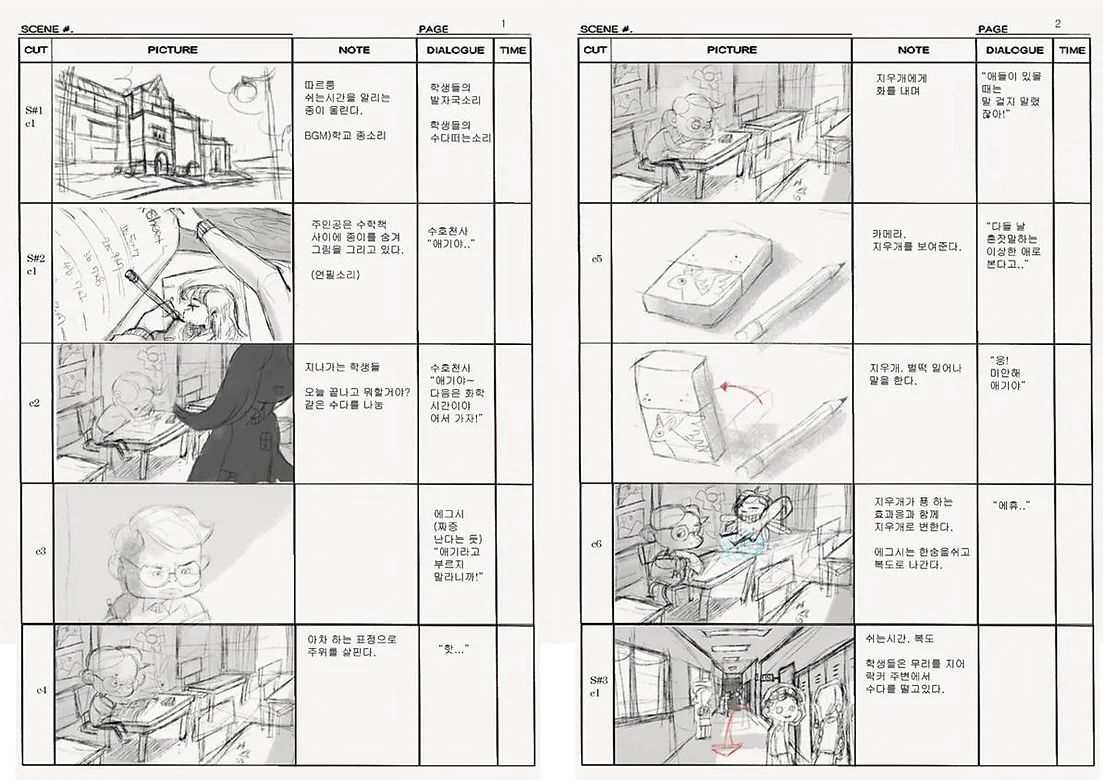 1
SCENE #.
PAGE
CUT
PICTURE
NOTE
DIALOGUE
TIME
S#1
c1
따르릉
쉬는시간을 알리는
종이 울린다.
BGM)학교 종소리
학생들의
발자국소리
학생들의
수다떠는소리
S#2
c1
주인공은 수학책
사이에 종이를 숨겨
그림을 그리고 있다.
(연필소리)
수호천사
“애기야..”
c2
지나가는 학생들
오늘 끝나고 뭐할거야?
같은 수다를 나눔
수호천사
“애기야~
다음은 화학
시간이야
어서 가자!”
c3
에그시
(짜증
난다는 듯)
“애기라고
부르지
말라니까!”
c4
아차 하는 표정으로
주위를 살핀다.
“핫...”
2
SCENE #.
PAGE
CUT
PICTURE
NOTE
DIALOGUE
TIME
지우개에게
화를 내며
“애들이 있을
때는
말 걸지 말랬
잖아!”
c5
카메라.
지우개를 보여준다.
“다들 날
혼잣말하는
이상한 애로
본다고..”
지우개. 벌떡 일어나
말을 한다.
“응!
미안해
애기야”
c6
지우개가 퐁 하는
효과음과 함께
지우개로 변한다.
에그시는 한숨을쉬고
복도로 나간다.
“에휴..”
S#3
c1
쉬는시간. 복도
학생들은 무리를 지어
락커 주변에서
수다를 떨고있다.